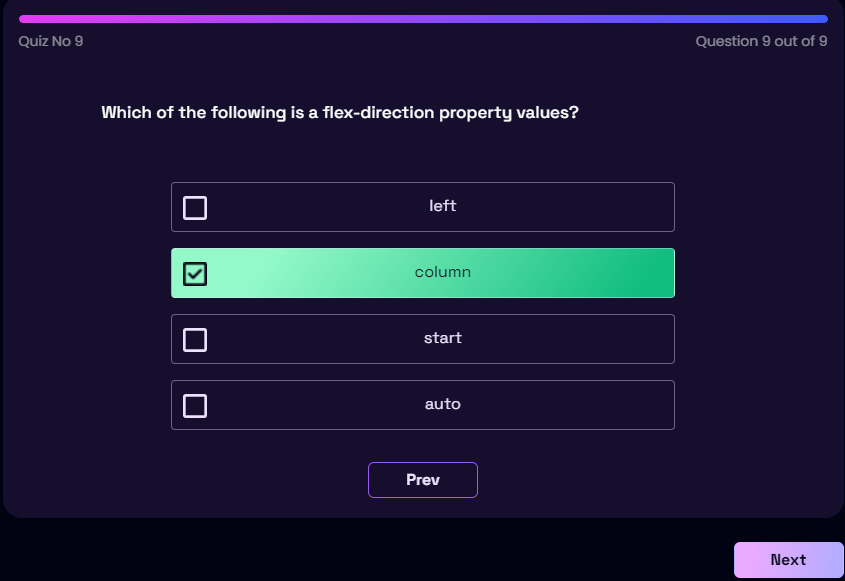 Quiz No 9
Question 9 out of 9
Which of the following is a flex-direction property values?
left
column
start
auto
Prev
Next